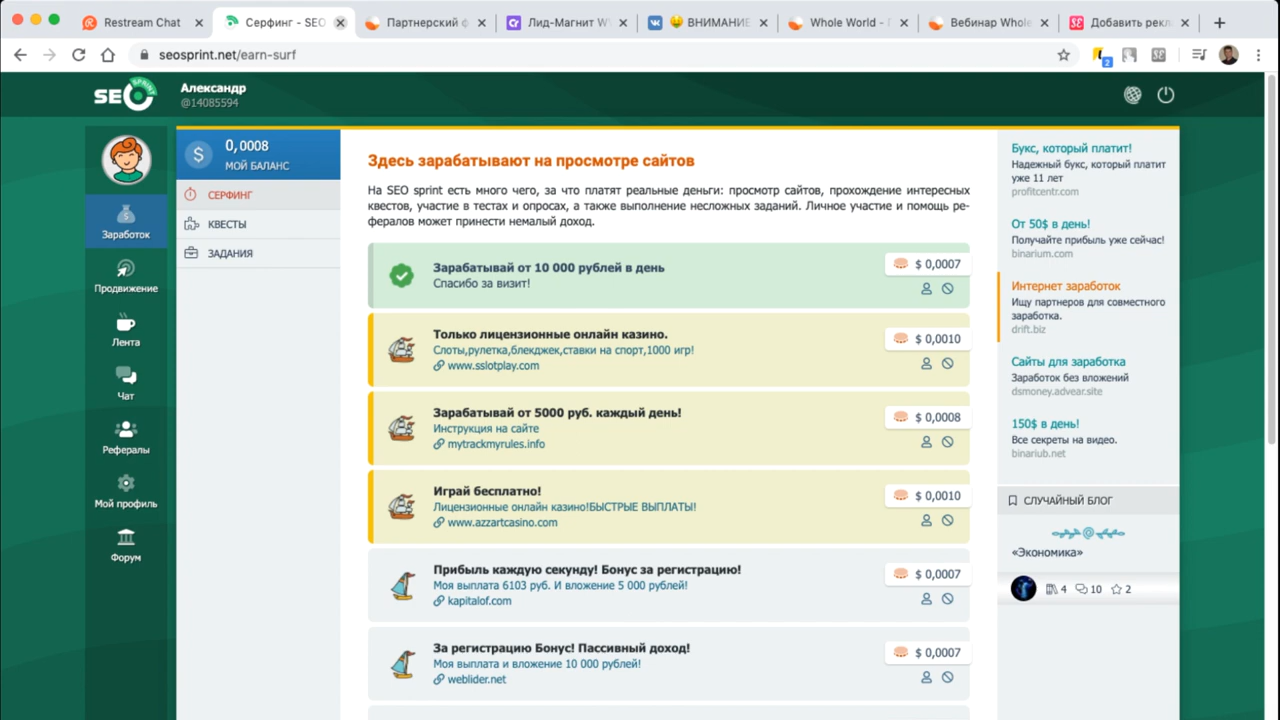 Restream Chat
Серфинг - SEO
Партнерский ф
Лид-Магнит W
ВНИМАНИЕ
Whole World - 
Вебинар Whole
Добавить рекл
seosprint.net/earn-surf
2
SEO SPRINT
Александр
@14085594
0,0008
МОЙ БАЛАНС
СЕРФИНГ
КВЕСТЫ
ЗАДАНИЯ
Заработок
Продвижение
Лента
Чат
Рефералы
Мой профиль
Форум
Здесь зарабатывают на просмотре сайтов
На SEO sprint есть много чего, за что платят реальные деньги: просмотр сайтов, прохождение интересных
квестов, участие в тестах и опросах, а также выполнение несложных заданий. Личное участие и помощь ре-
фералов может принести немалый доход.
Зарабатывай от 10 000 рублей в день
Спасибо за визит!
$ 0,0007
Только лицензионные онлайн казино.
Слоты,рулетка,блекджек,ставки на спорт,1000 игр!
www.sslotplay.com
$ 0,0010
Зарабатывай от 5000 руб. каждый день!
Инструкция на сайте
mytrackmyrules.info
$ 0,0008
Играй бесплатно!
Лицензионные онлайн казино!БЫСТРЫЕ ВЫПЛАТЫ!
www.azzartcasino.com
$ 0,0010
Прибыль каждую секунду! Бонус за регистрацию!
Моя выплата 6103 руб. И вложение 5 000 рублей!
kapitalof.com
$ 0,0007
За регистрацию Бонус! Пассивный доход!
Моя выплата и вложение 10 000 рублей!
weblider.net
$ 0,0007
Букс, который платит!
Надежный букс, который платит
уже 11 лет
profitcentr.com
От 50$ в день!
Получайте прибыль уже сейчас!
binarium.com
Интернет заработок
Ищу партнеров для совместного
заработка.
drift.biz
Сайты для заработка
Заработок без вложений
dsmoney.advear.site
150$ в день!
Все секреты на видео.
binariub.net
СЛУЧАЙНЫЙ БЛОГ
«Экономика»
4 10 2